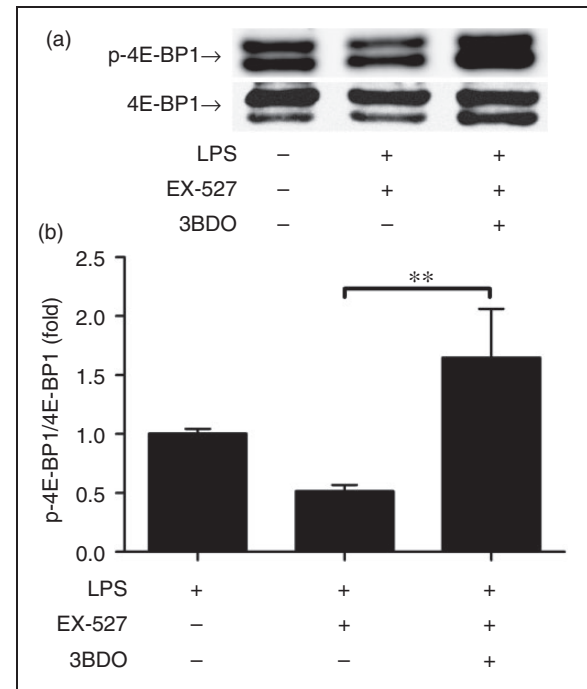 (a)
p-4E-BP1→
4E-BP1→
LPS – + +
EX-527 – + +
3BDO – – +
(b)
p-4E-BP1/4E-BP1 (fold)
2.5
2.0
1.5
1.0
0.5
0.0
**
LPS + + +
EX-527 – + +
3BDO – – +